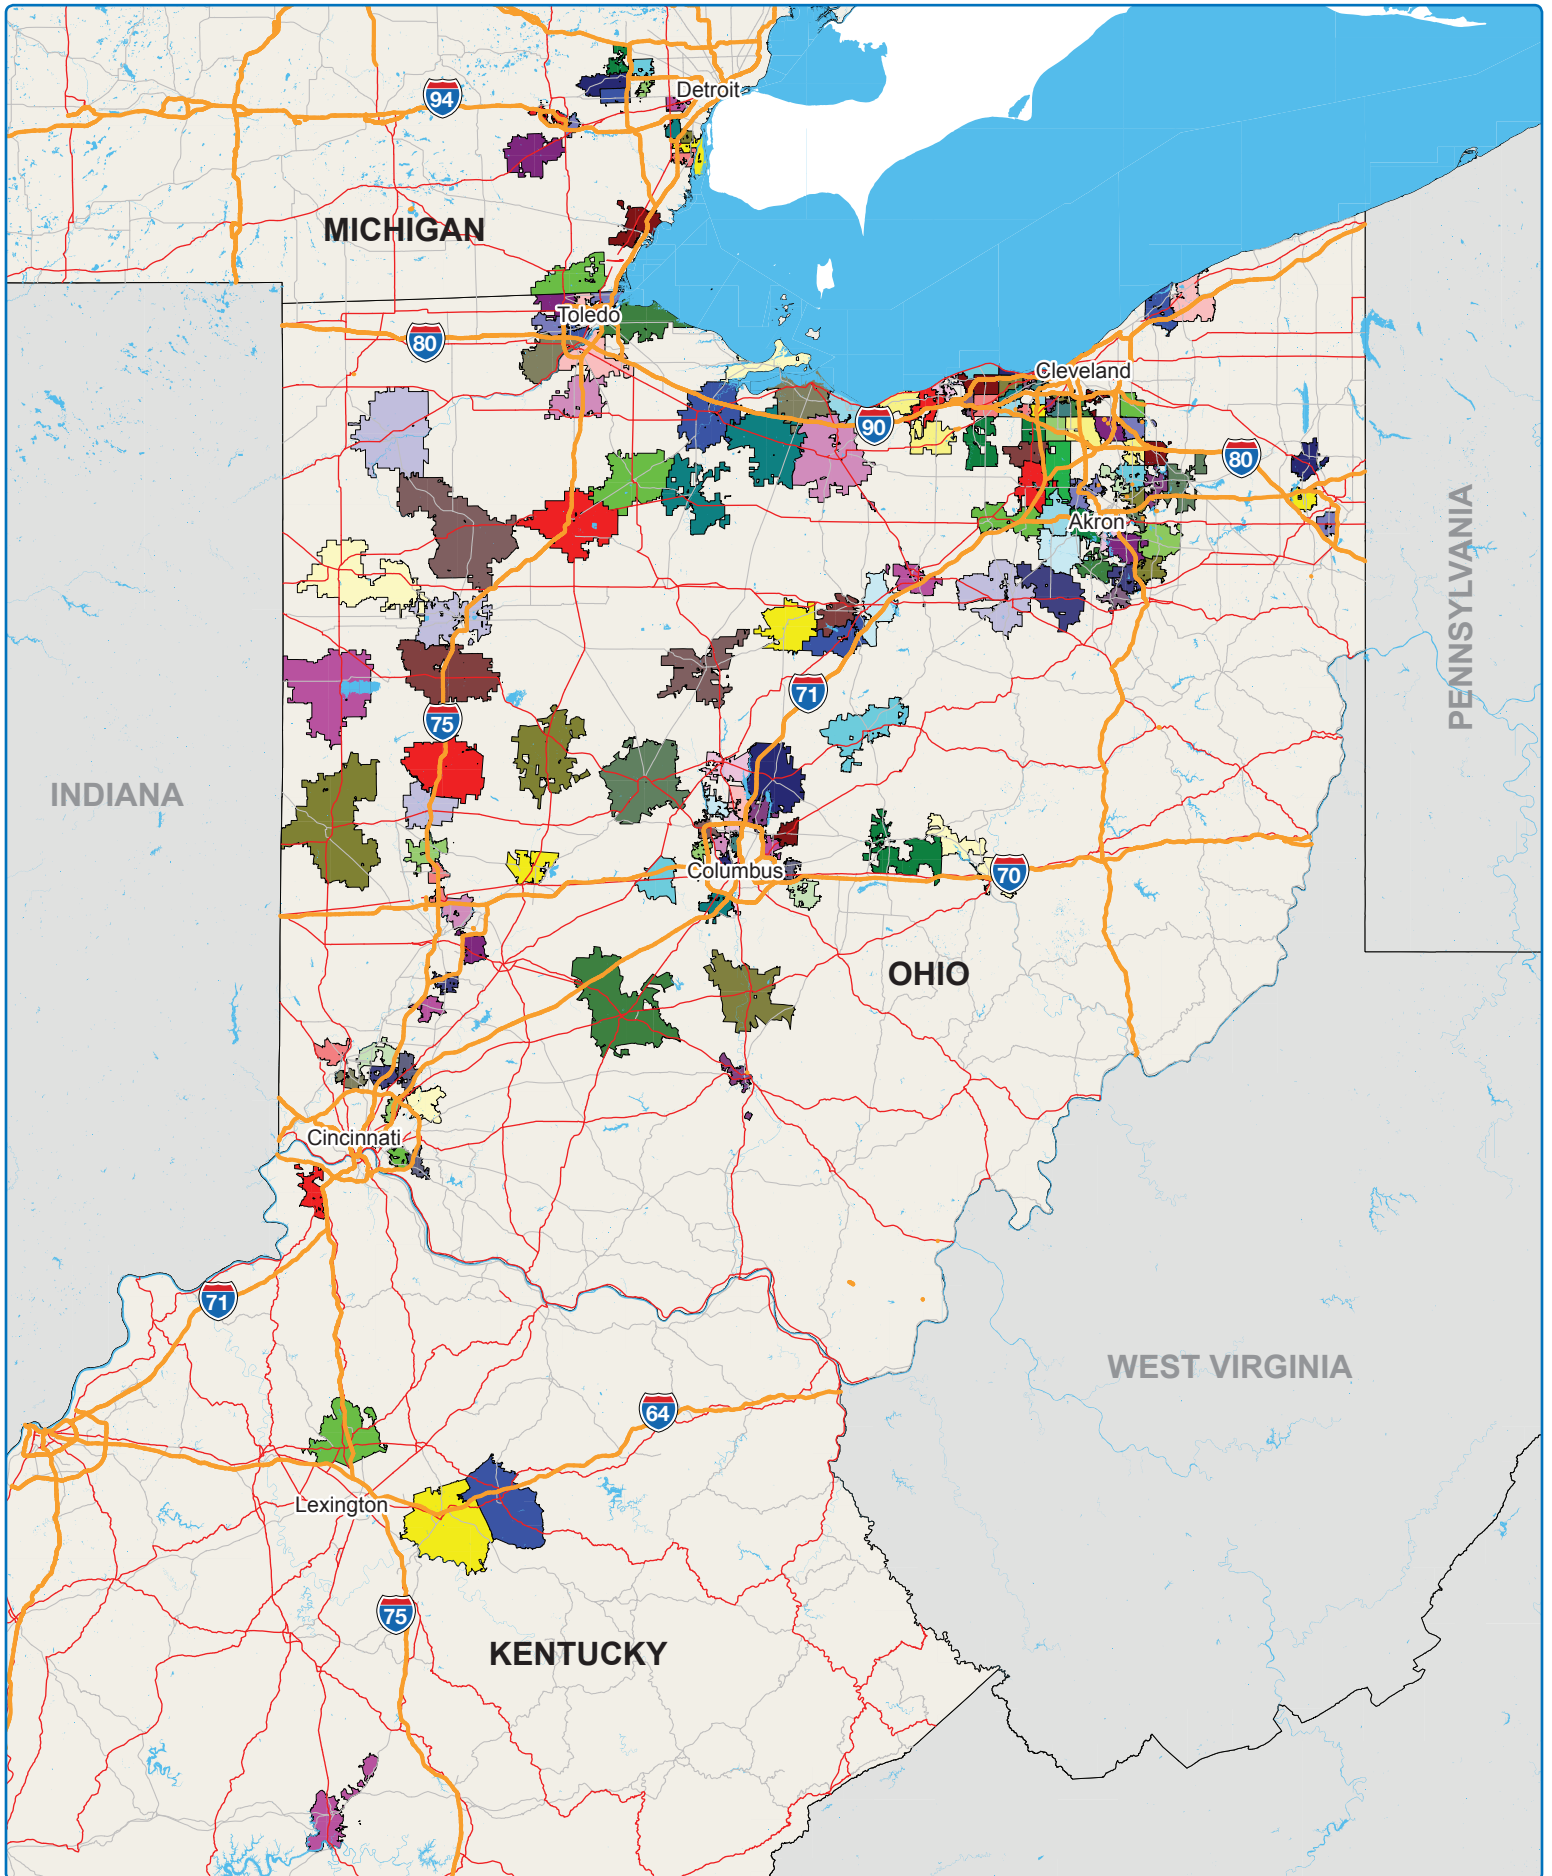 94
Detroit
MICHIGAN
Toledo
80
Cleveland
90
80
Akron
PENNSYLVANIA
71
75
INDIANA
Columbus
70
OHIO
Cincinnati
71
WEST VIRGINIA
64
Lexington
75
KENTUCKY